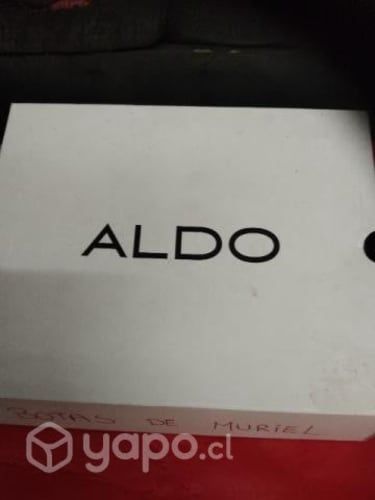 ALDO
BOTAS DE MURIEL
yapo.cl